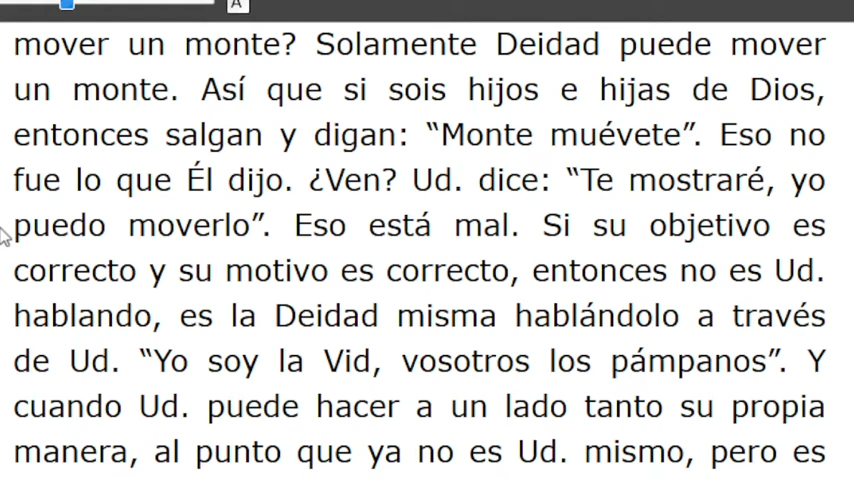 A
mover un monte? Solamente Deidad puede mover
un monte. Así que si sois hijos e hijas de Dios,
entonces salgan y digan: “Monte muévete”. Eso no
fue lo que Él dijo. ¿Ven? Ud. dice: “Te mostraré, yo
puedo moverlo”. Eso está mal. Si su objetivo es
correcto y su motivo es correcto, entonces no es Ud.
hablando, es la Deidad misma hablándolo a través
de Ud. “Yo soy la Vid, vosotros los pámpanos”. Y
cuando Ud. puede hacer a un lado tanto su propia
manera, al punto que ya no es Ud. mismo, pero es